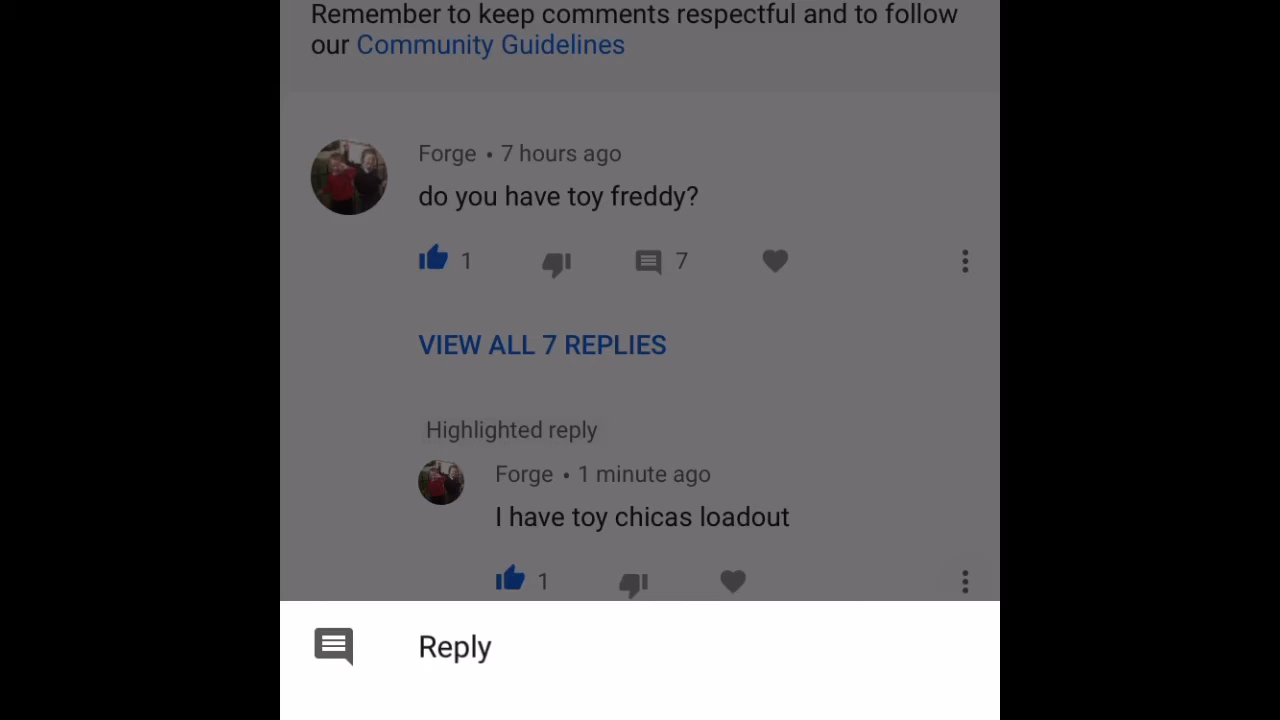 Remember to keep comments respectful and to follow
our Community Guidelines
Forge • 7 hours ago
do you have toy freddy?
1
7
VIEW ALL 7 REPLIES
Highlighted reply
Forge • 1 minute ago
I have toy chicas loadout
1
Reply